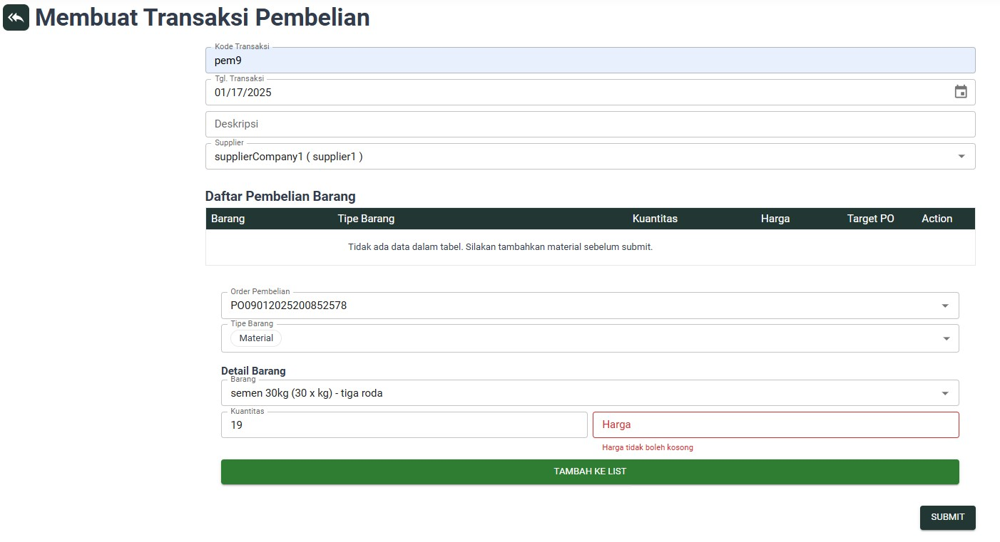 Membuat Transaksi Pembelian
Kode Transaksi
pem9
Tgl. Transaksi
01/17/2025
Deskripsi
Supplier
supplierCompany1 ( supplier1 )
Daftar Pembelian Barang
Barang Tipe Barang Kuantitas Harga Target PO Action
Tidak ada data dalam tabel. Silakan tambahkan material sebelum submit.
Order Pembelian
PO09012025200852578
Tipe Barang
Material
Detail Barang
Barang
semen 30kg (30 x kg) - tiga roda
Kuantitas
19 Harga
Harga tidak boleh kosong
TAMBAH KE LIST
SUBMIT